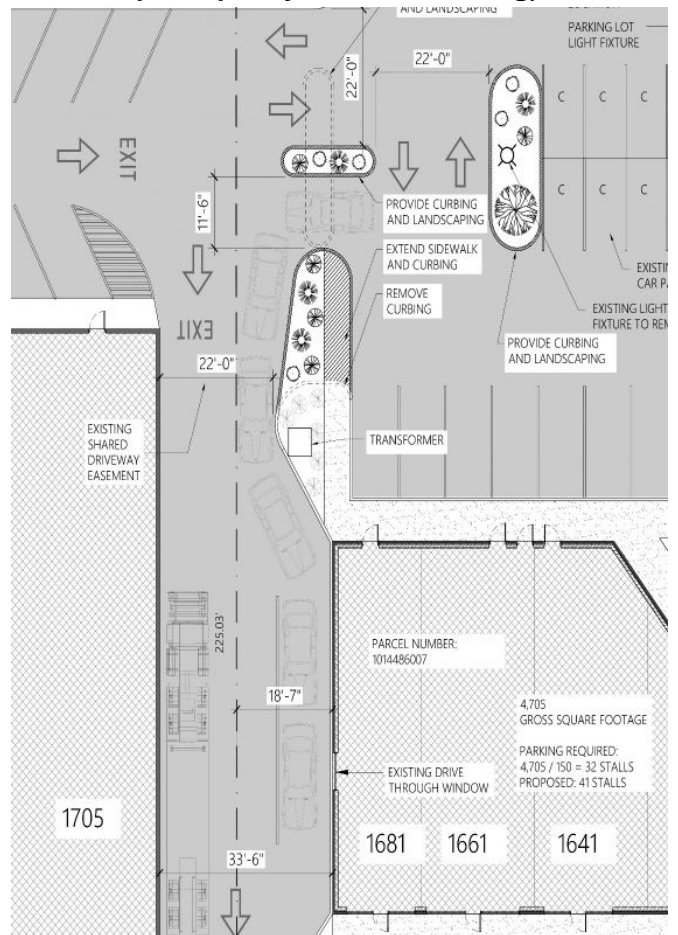 AND LANDSCAPING
PARKING LOT
LIGHT FIXTURE
22'-0"
22'-0"
C C C
C C C
EXIT
11'-6"
PROVIDE CURBING
AND LANDSCAPING
EXTEND SIDEWALK
AND CURBING
REMOVE
CURBING
CAR
EXISTING LIGHT
FIXTURE TO
PROVIDE CURBING
AND LANDSCAPING
EXIT
22'-0"
EXISTING
SHARED
DRIVEWAY
EASEMENT
TRANSFORMER
225.03'
PARCEL NUMBER:
1014486007
18'-7"
4,705
GROSS SQUARE FOOTAGE
PARKING REQUIRED:
4,705 / 150 = 32 STALLS
PROPOSED: 41 STALLS
EXISTING DRIVE
THROUGH WINDOW
1705
1681 1661 1641
33'-6"